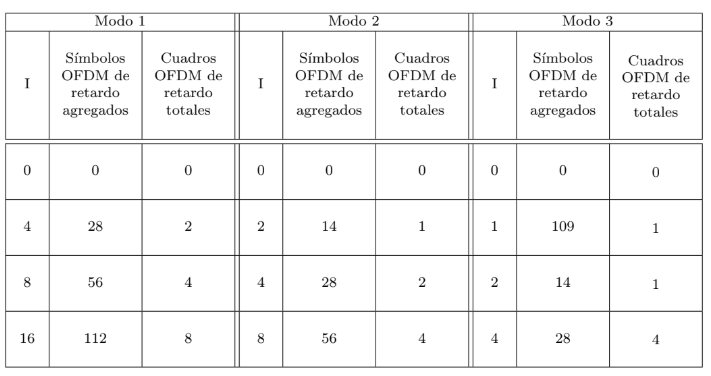 Modo 1 Modo 2 Modo 3
I Símbolos OFDM de retardo agregados Cuadros OFDM de retardo totales I Símbolos OFDM de retardo agregados Cuadros OFDM de retardo totales I Símbolos OFDM de retardo agregados Cuadros OFDM de retardo totales
0 0 0 0 0 0 0 0 0
4 28 2 2 14 1 1 109 1
8 56 4 4 28 2 2 14 1
16 112 8 8 56 4 4 28 4